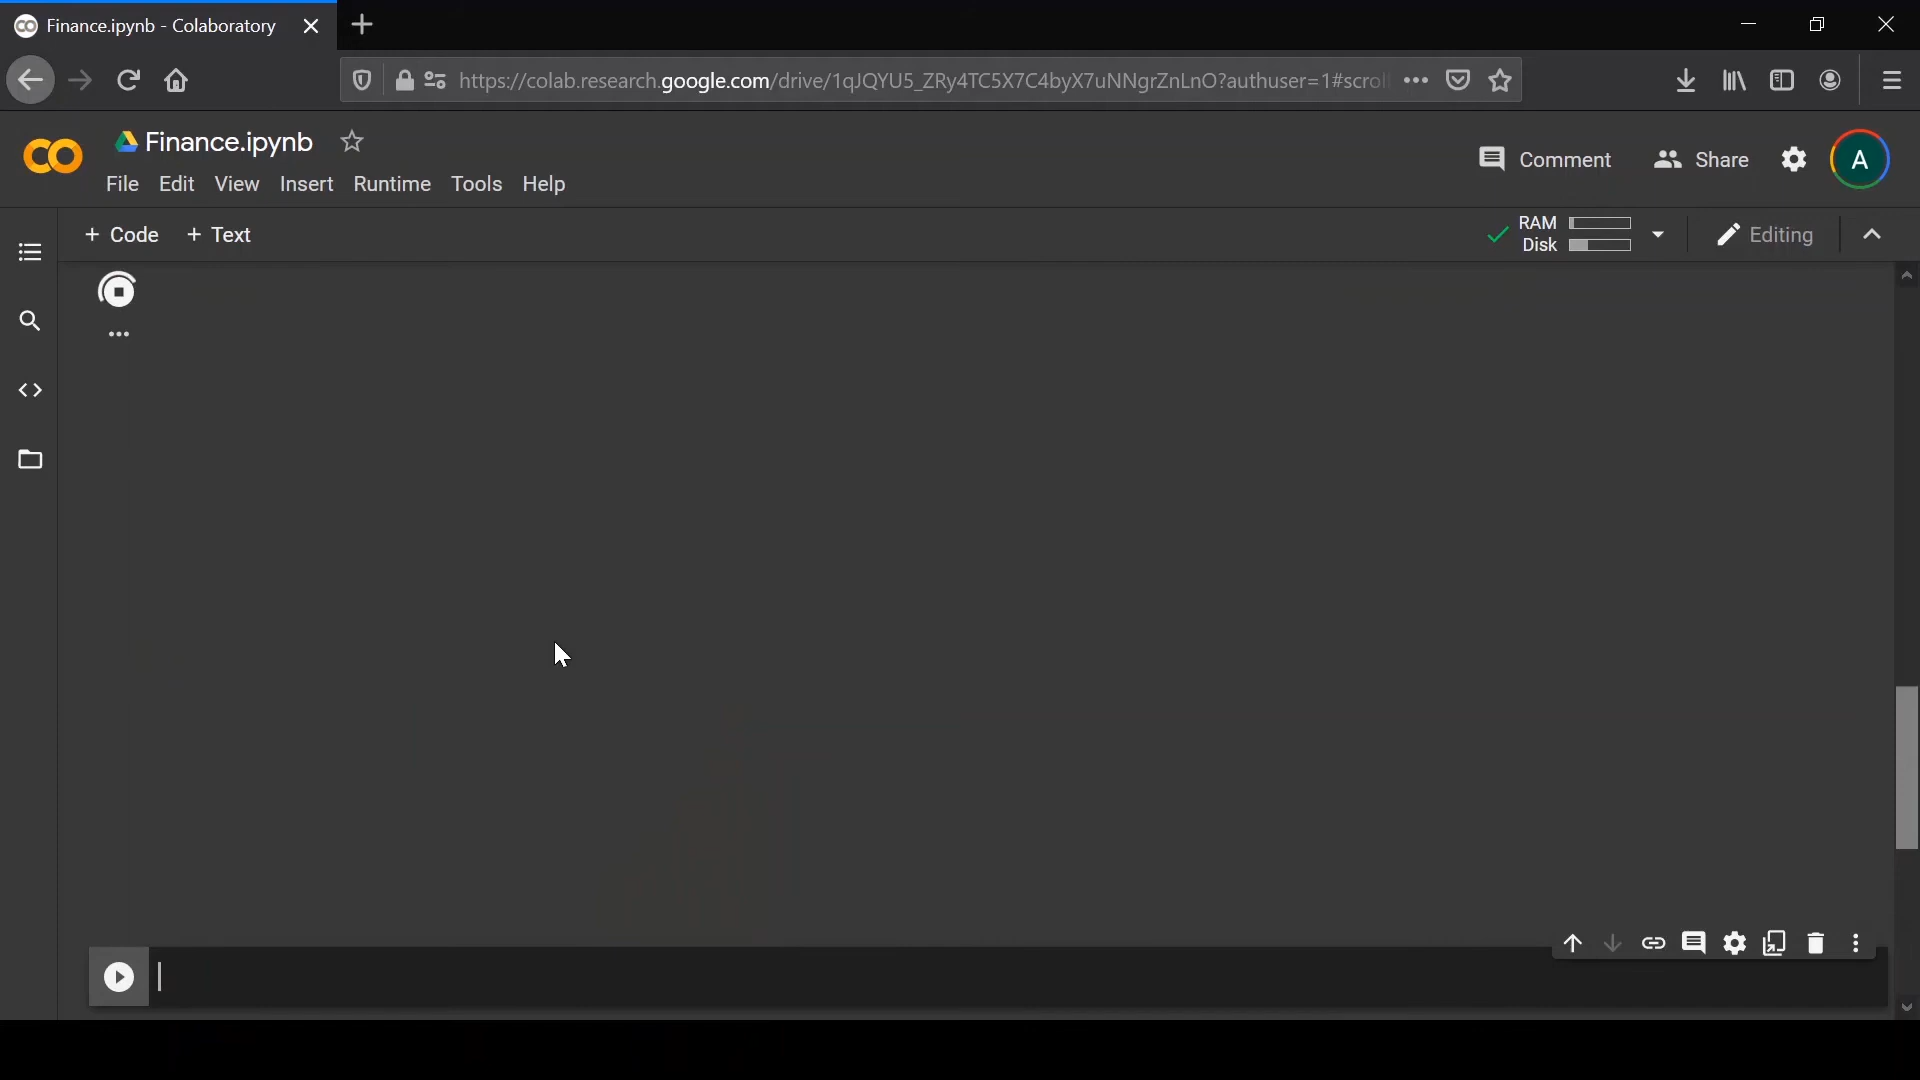 Finance.ipynb - Colaboratory
https://colab.research.google.com/drive/1qJQYU5_ZRy4TC5X7C4byX7uNNgrZnLnO?authuser=1#scroll
Finance.ipynb
Comment
Share
A
File Edit View Insert Runtime Tools Help
+ Code + Text
RAM
Disk
Editing